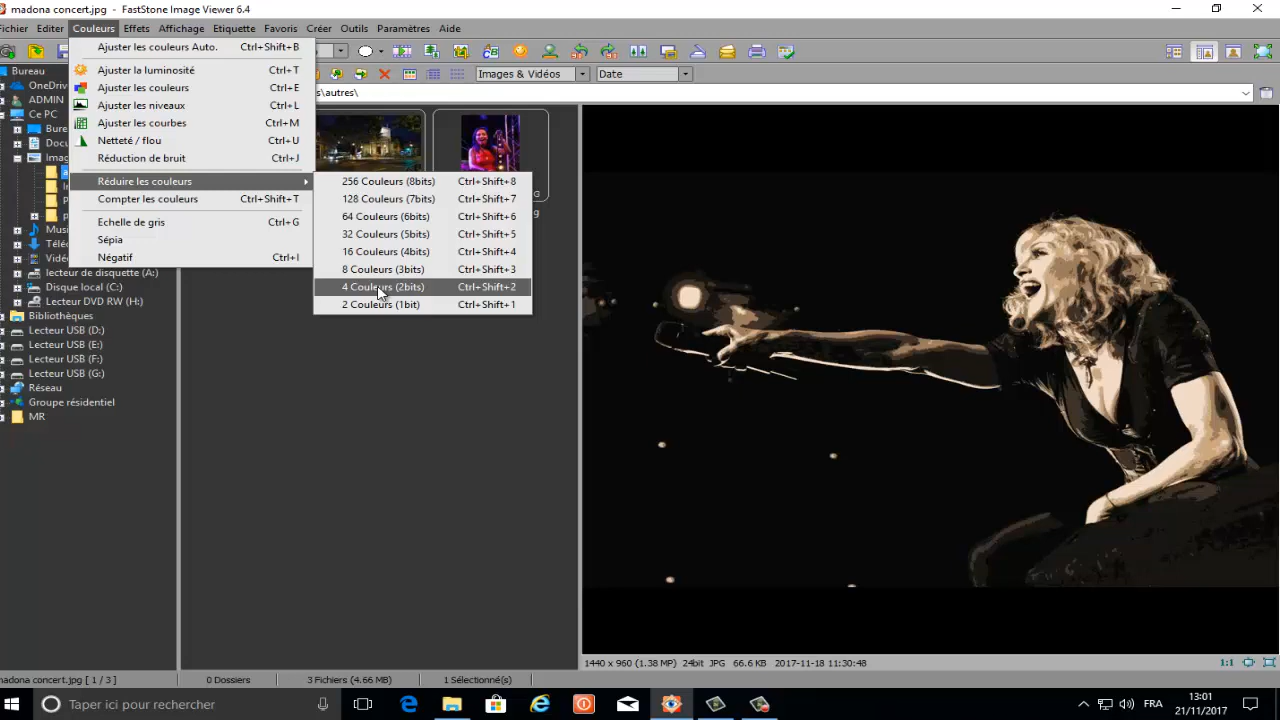 madona concert.jpg - FastStone Image Viewer 6.4
Fichier Editer Couleurs Effets Affichage Etiquette Favoris Créer Outils Paramètres Aide
Ajuster les couleurs Auto. Ctrl+Shift+B
Ajuster la luminosité Ctrl+T
Ajuster les couleurs Ctrl+E
Ajuster les niveaux Ctrl+L
Ajuster les courbes Ctrl+M
Netteté / flou Ctrl+U
Réduction de bruit Ctrl+J
Réduire les couleurs
Compter les couleurs Ctrl+Shift+T
Echelle de gris Ctrl+G
Sépia
Négatif Ctrl+I
256 Couleurs (8bits) Ctrl+Shift+8
128 Couleurs (7bits) Ctrl+Shift+7
64 Couleurs (6bits) Ctrl+Shift+6
32 Couleurs (5bits) Ctrl+Shift+5
16 Couleurs (4bits) Ctrl+Shift+4
8 Couleurs (3bits) Ctrl+Shift+3
4 Couleurs (2bits) Ctrl+Shift+2
2 Couleurs (1bit) Ctrl+Shift+1
Images & Vidéos Date
s\autres\
Bureau
OneDriv
ADMIN
Ce PC
Bure
Docu
Imag
Musi
Télé
Vidé
lecteur de disquette (A:)
Disque local (C:)
Lecteur DVD RW (H:)
Bibliothèques
Lecteur USB (D:)
Lecteur USB (E:)
Lecteur USB (F:)
Lecteur USB (G:)
Réseau
Groupe résidentiel
MR
1440 x 960 (1.38 MP) 24bit JPG 66.6 KB 2017-11-18 11:30:48 1:1
madona concert.jpg [ 1 / 3 ] 0 Dossiers 3 Fichiers (4.66 MB) 1 Sélectionné(s)
Taper ici pour rechercher
FRA
13:01
21/11/2017